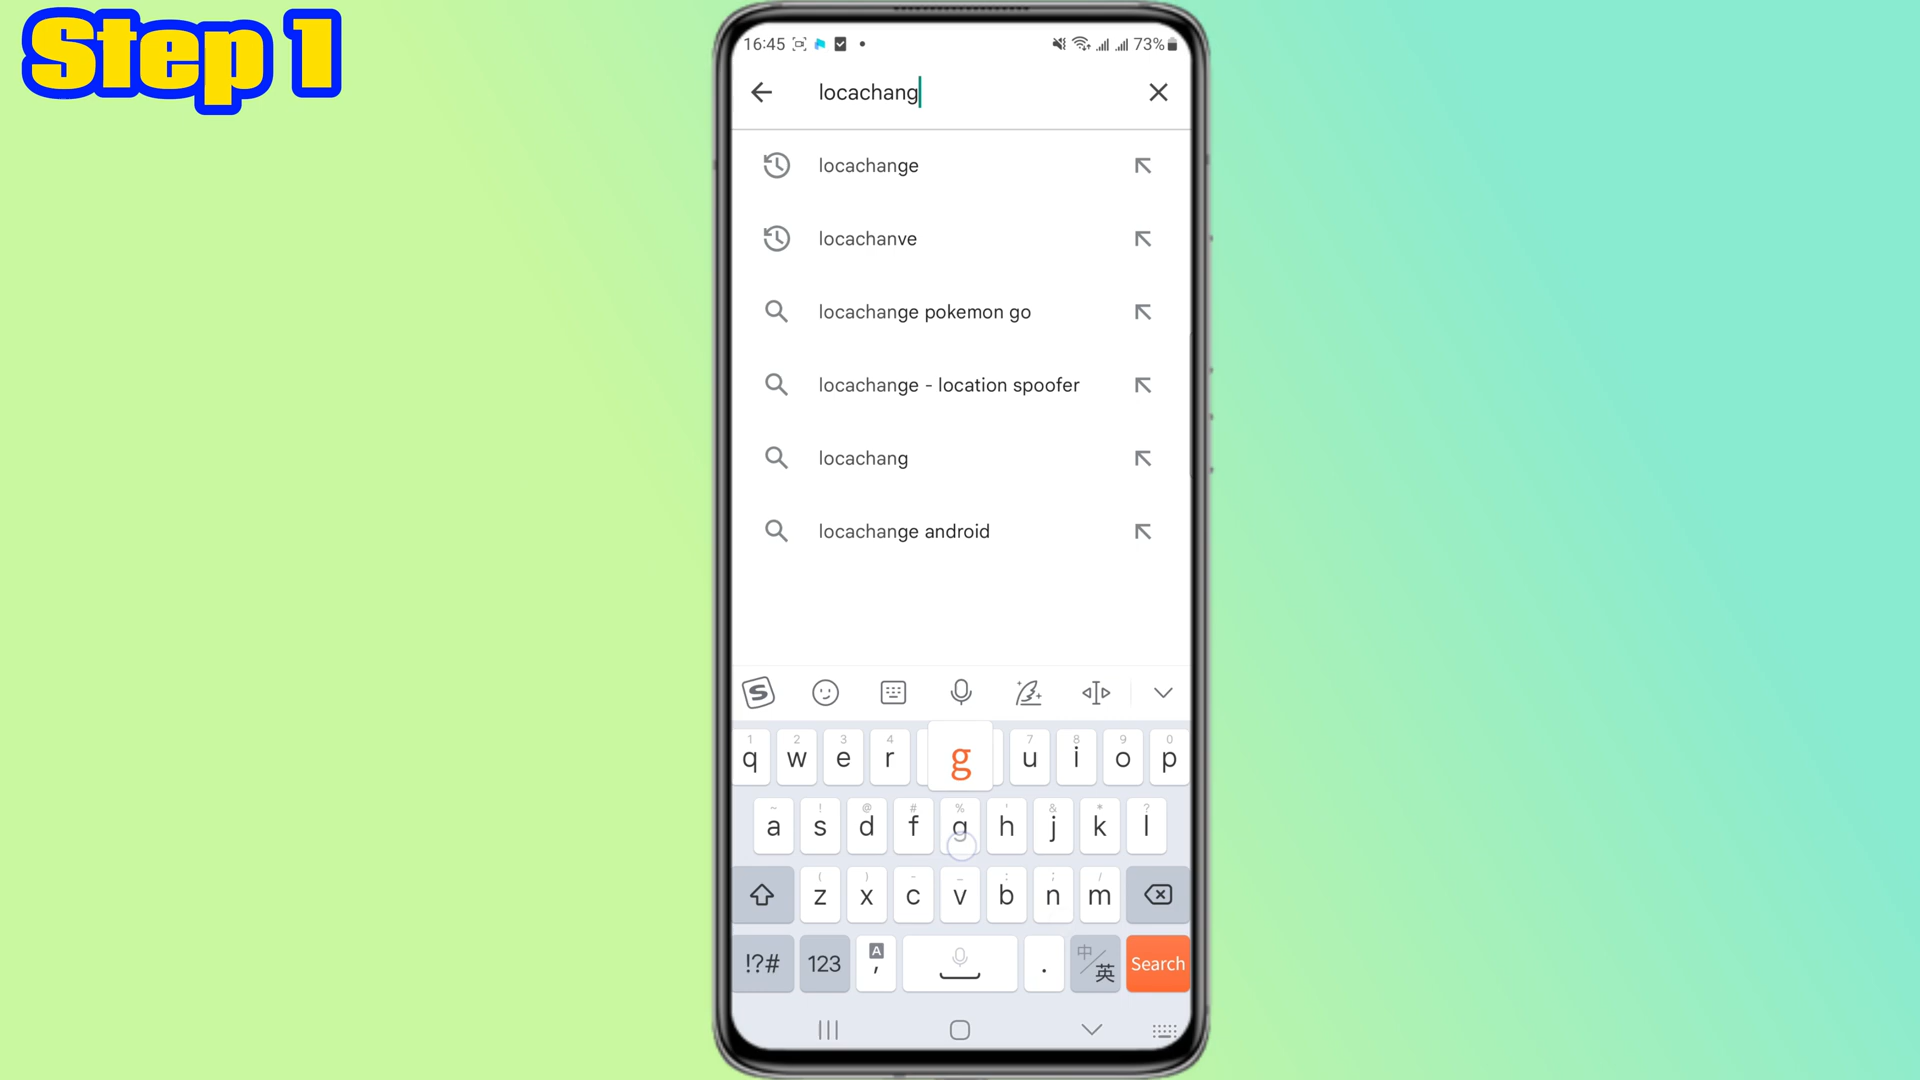 Step 1
16:45 73%
locachang
locachange
locachanve
locachange pokemon go
locachange - location spoofer
locachang
locachange android
S
1 2 3 4 7 8 9 0
q w e r g u i o p
~ ! @ # % ' & * ?
a s d f g h j k l
( ) - _ : ; /
z x c v b n m
!?# 123 A , . 中/英 Search